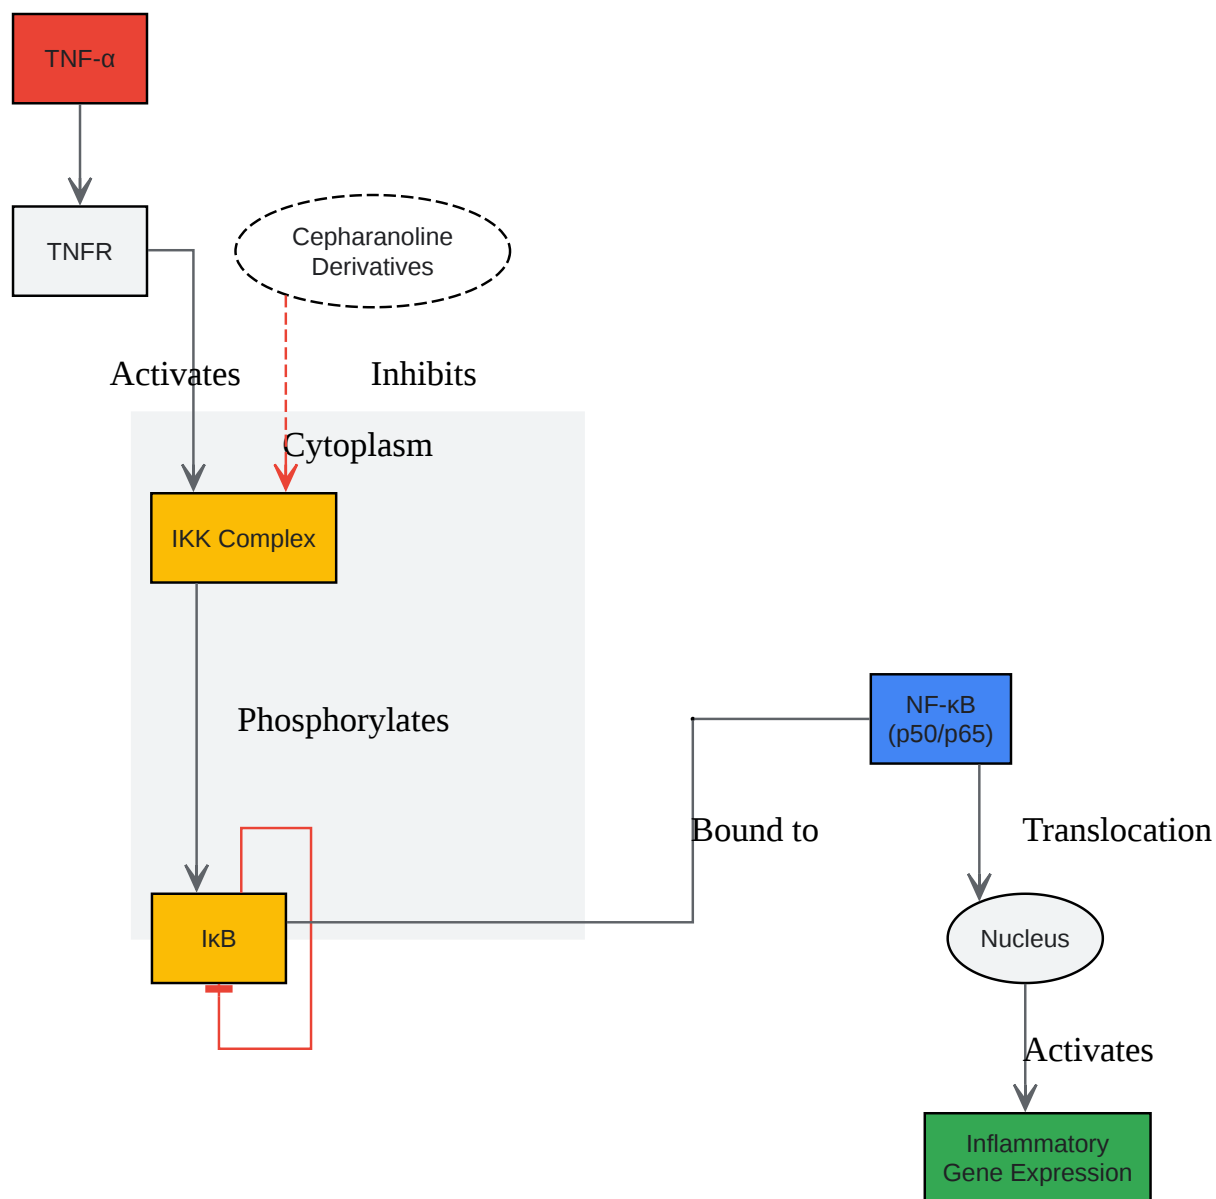 TNF-α
TNFR
Cepharanoline
Derivatives
Activates
Inhibits
Cytoplasm
IKK Complex
Phosphorylates
NF-κB
(p50/p65)
Bound to
Translocation
IκB
Nucleus
Activates
Inflammatory
Gene Expression